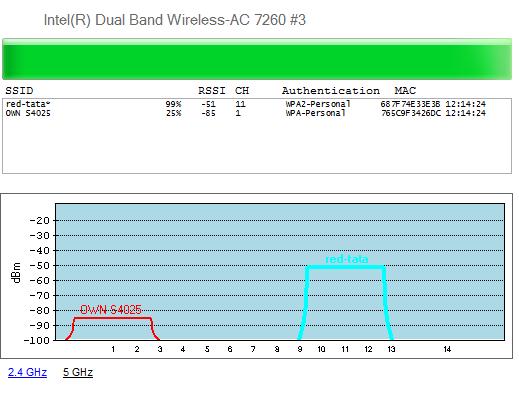 Intel(R) Dual Band Wireless-AC 7260 #3
SSID RSSI CH Authentication MAC
red-tata* 99% -51 11 WPA2-Personal 687F74E33E3B 12:14:24
OWN S4025 25% -85 1 WPA-Personal 765C9F3426DC 12:14:24
dBm
-20
-30
-40
-50
-60
-70
-80
-90
-100
red-tata
OWN S4025
1 2 3 4 5 6 7 8 9 10 11 12 13 14
2.4 GHz 5 GHz